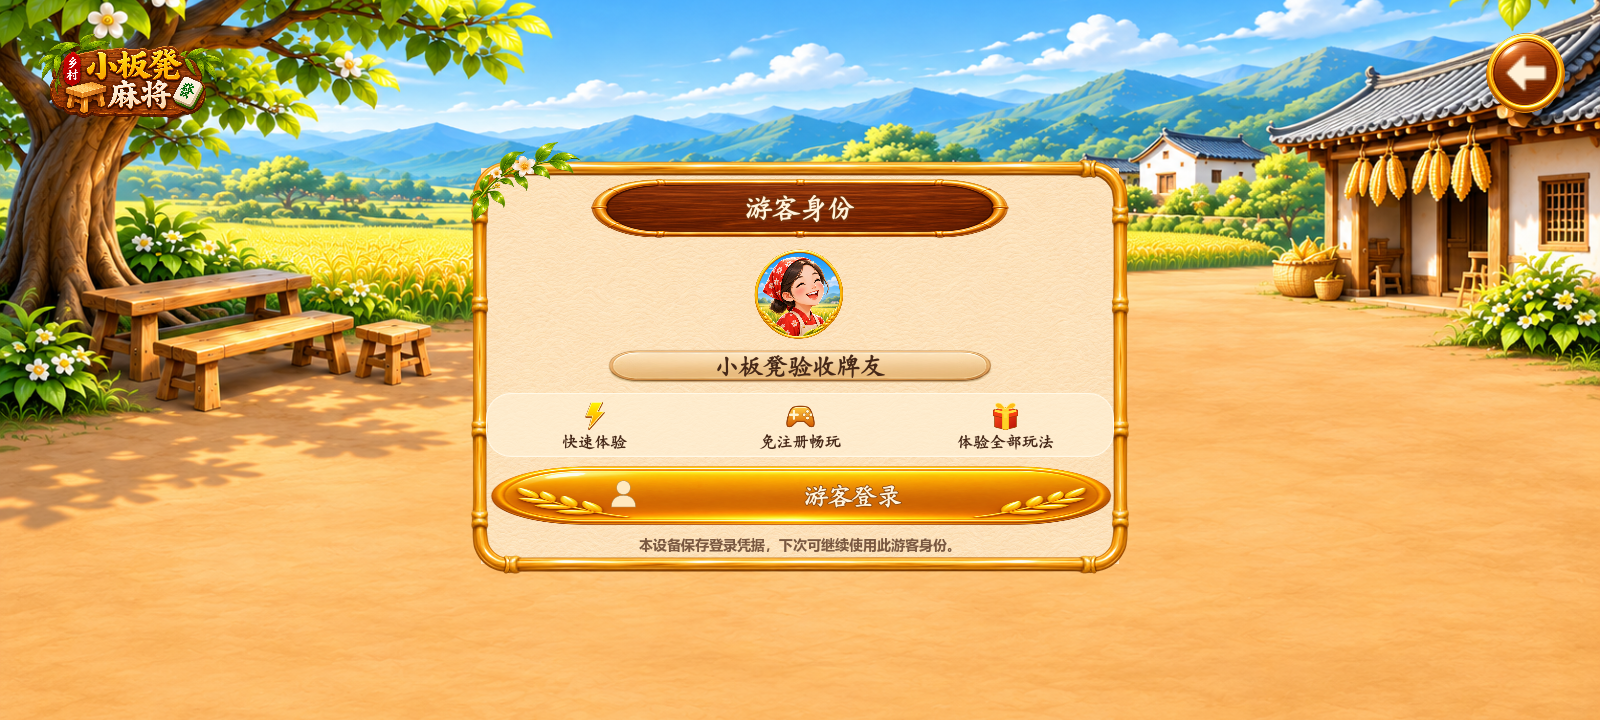 乡村
小板凳
麻将
發
游客身份
小板凳验收牌友
快速体验
免注册畅玩
体验全部玩法
游客登录
本设备保存登录凭据，下次可继续使用此游客身份。